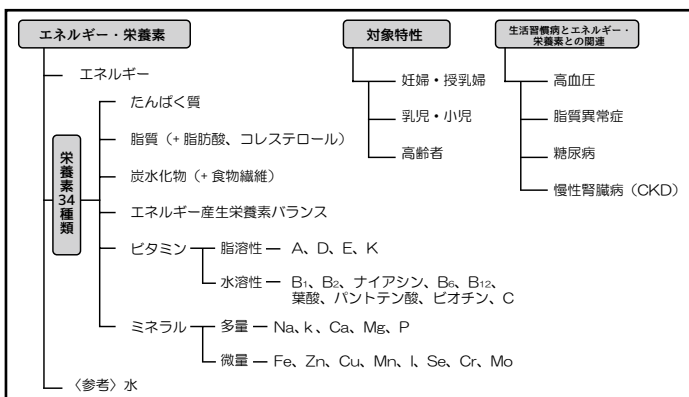 エネルギー・栄養素
エネルギー
栄養素34種類
たんぱく質
脂質（+ 脂肪酸、コレステロール）
炭水化物（+ 食物繊維）
エネルギー産生栄養素バランス
ビタミン
脂溶性
A、D、E、K
水溶性
B₁、B₂、ナイアシン、B₆、B₁₂、
葉酸、パントテン酸、ビオチン、C
ミネラル
多量
Na、k、Ca、Mg、P
微量
Fe、Zn、Cu、Mn、I、Se、Cr、Mo
〈参考〉水
対象特性
妊婦・授乳婦
乳児・小児
高齢者
生活習慣病とエネルギー・
栄養素との関連
高血圧
脂質異常症
糖尿病
慢性腎臓病（CKD）